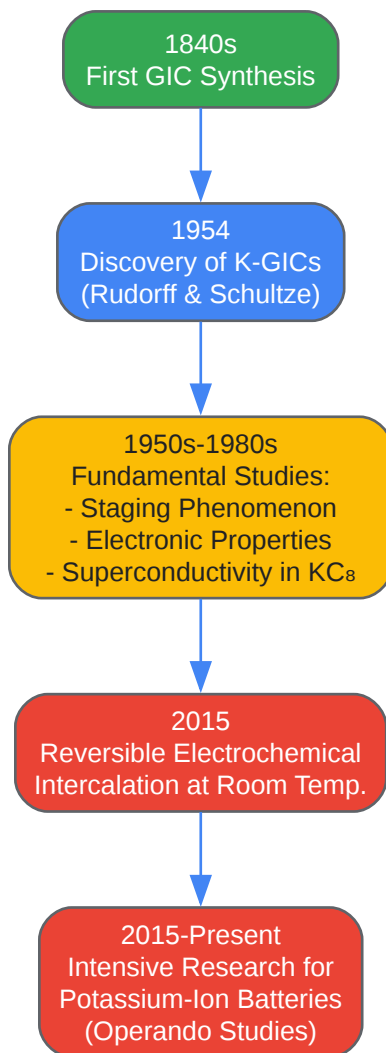 1840s
First GIC Synthesis
1954
Discovery of K-GICs
(Rudorff & Schultze)
1950s-1980s
Fundamental Studies:
- Staging Phenomenon
- Electronic Properties
- Superconductivity in KC₈
2015
Reversible Electrochemical
Intercalation at Room Temp.
2015-Present
Intensive Research for
Potassium-Ion Batteries
(Operando Studies)